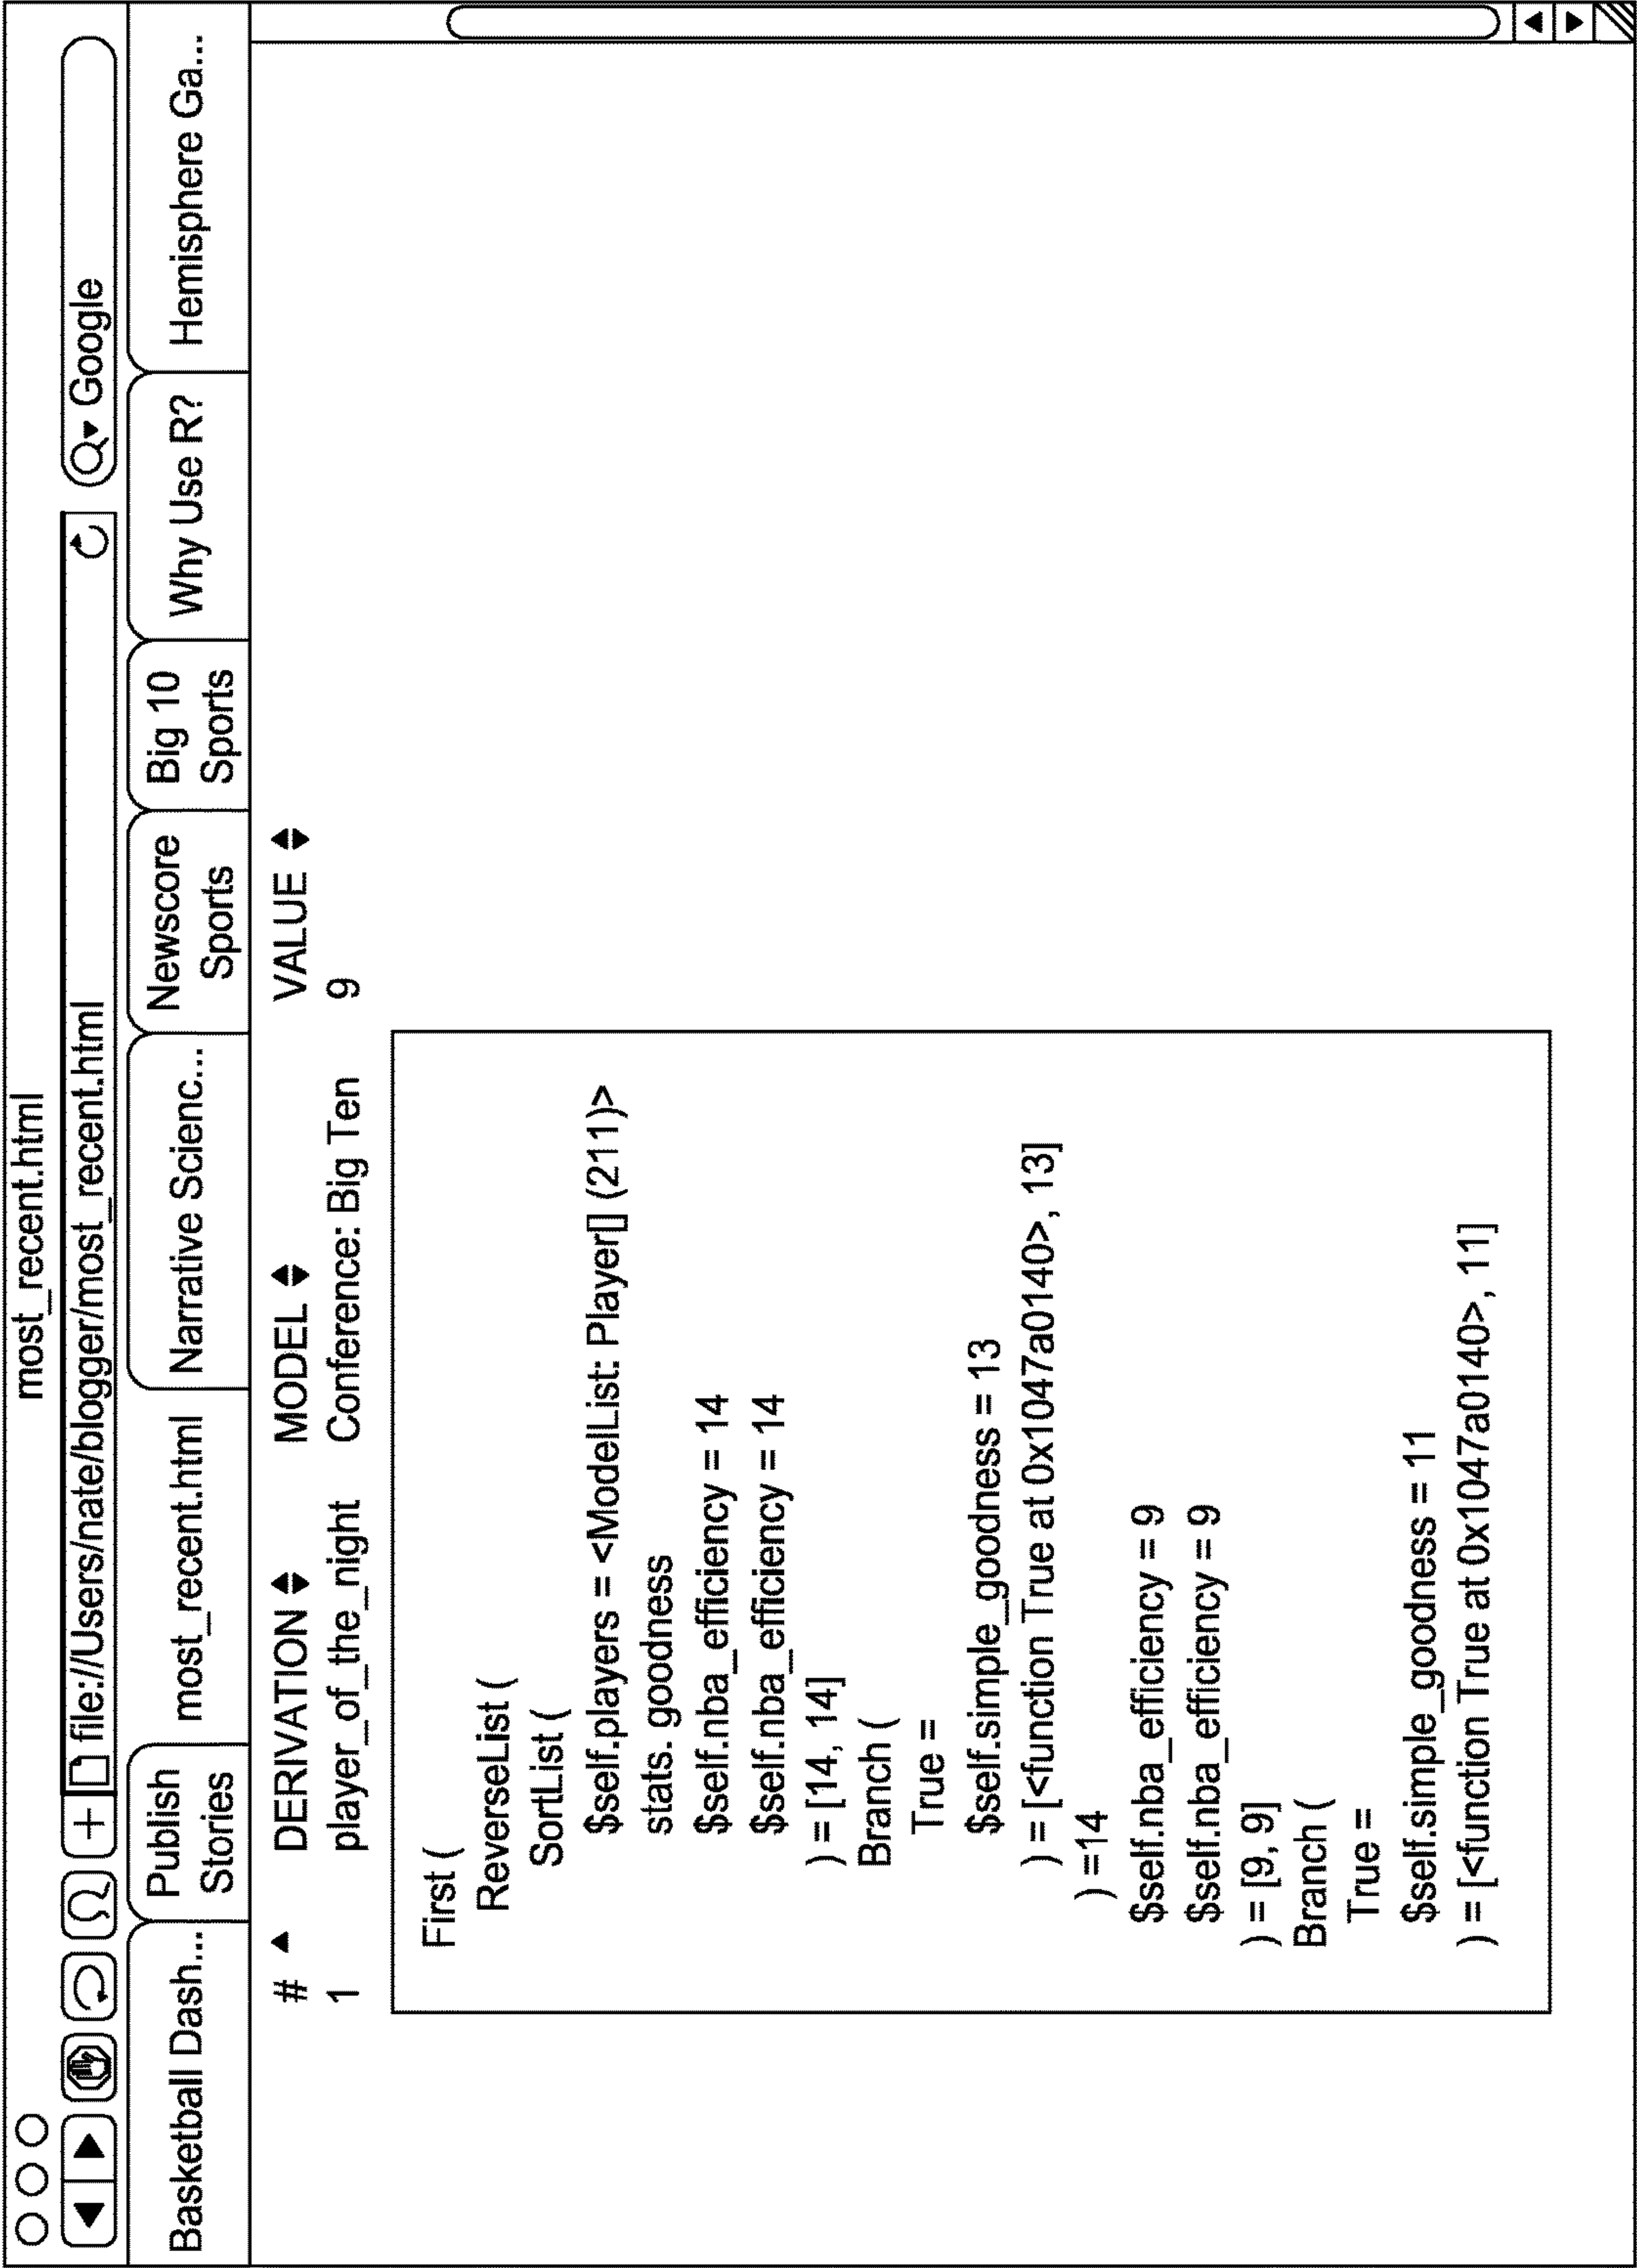 most_recent.html
+ file://Users/nate/blogger/most_recent.html Google
Basketball Dash... Publish Stories most_recent.html Narrative Scienc... Newscore Sports Big 10 Sports Why Use R? Hemisphere Ga...
# DERIVATION MODEL VALUE
1 player_of_the_night Conference: Big Ten 9
First (
ReverseList (
SortList (
$self.players = <ModelList: Player[] (211)>
stats. goodness
$self.nba_efficiency = 14
$self.nba_efficiency = 14
) = [14, 14]
Branch (
True =
$self.simple_goodness = 13
) = [<function True at 0x1047a0140>, 13]
) =14
$self.nba_efficiency = 9
$self.nba_efficiency = 9
) = [9, 9]
Branch (
True =
$self.simple_goodness = 11
) = [<function True at 0x1047a0140>, 11]